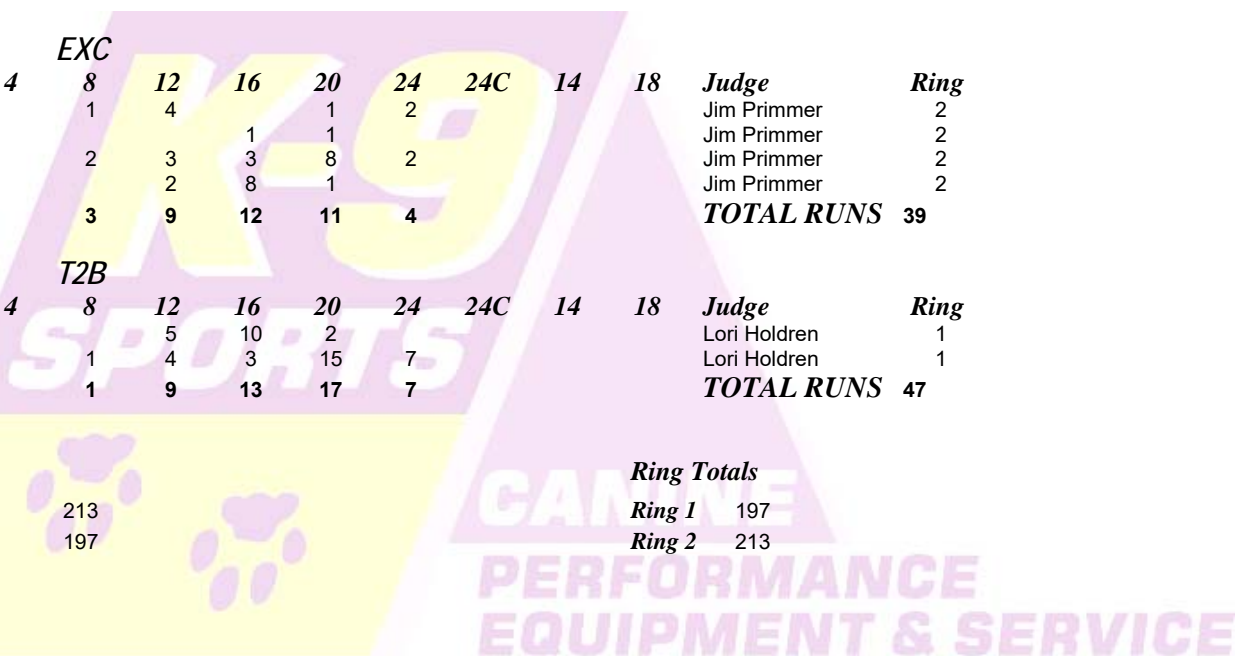 EXC
4 8 12 16 20 24 24C 14 18 Judge Ring
1 4 1 2 Jim Primmer 2
1 1 Jim Primmer 2
2 3 3 8 2 Jim Primmer 2
2 8 1 Jim Primmer 2
3 9 12 11 4 TOTAL RUNS 39
T2B
4 8 12 16 20 24 24C 14 18 Judge Ring
5 10 2 Lori Holdren 1
1 4 3 15 7 Lori Holdren 1
1 9 13 17 7 TOTAL RUNS 47
Ring Totals
213 Ring 1 197
197 Ring 2 213
K-9
SPORTS
CANINE
PERFORMANCE
EQUIPMENT & SERVICE